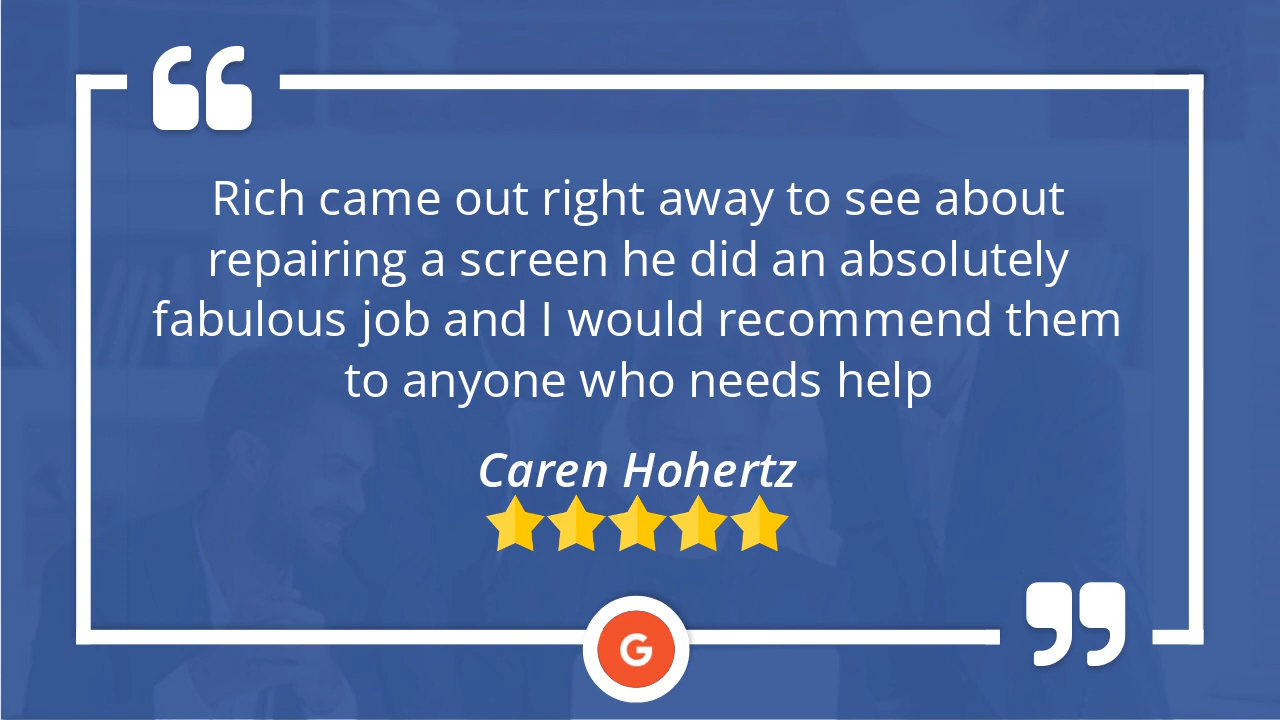 Rich came out right away to see about
repairing a screen he did an absolutely
fabulous job and I would recommend them
to anyone who needs help
Caren Hohertz
G